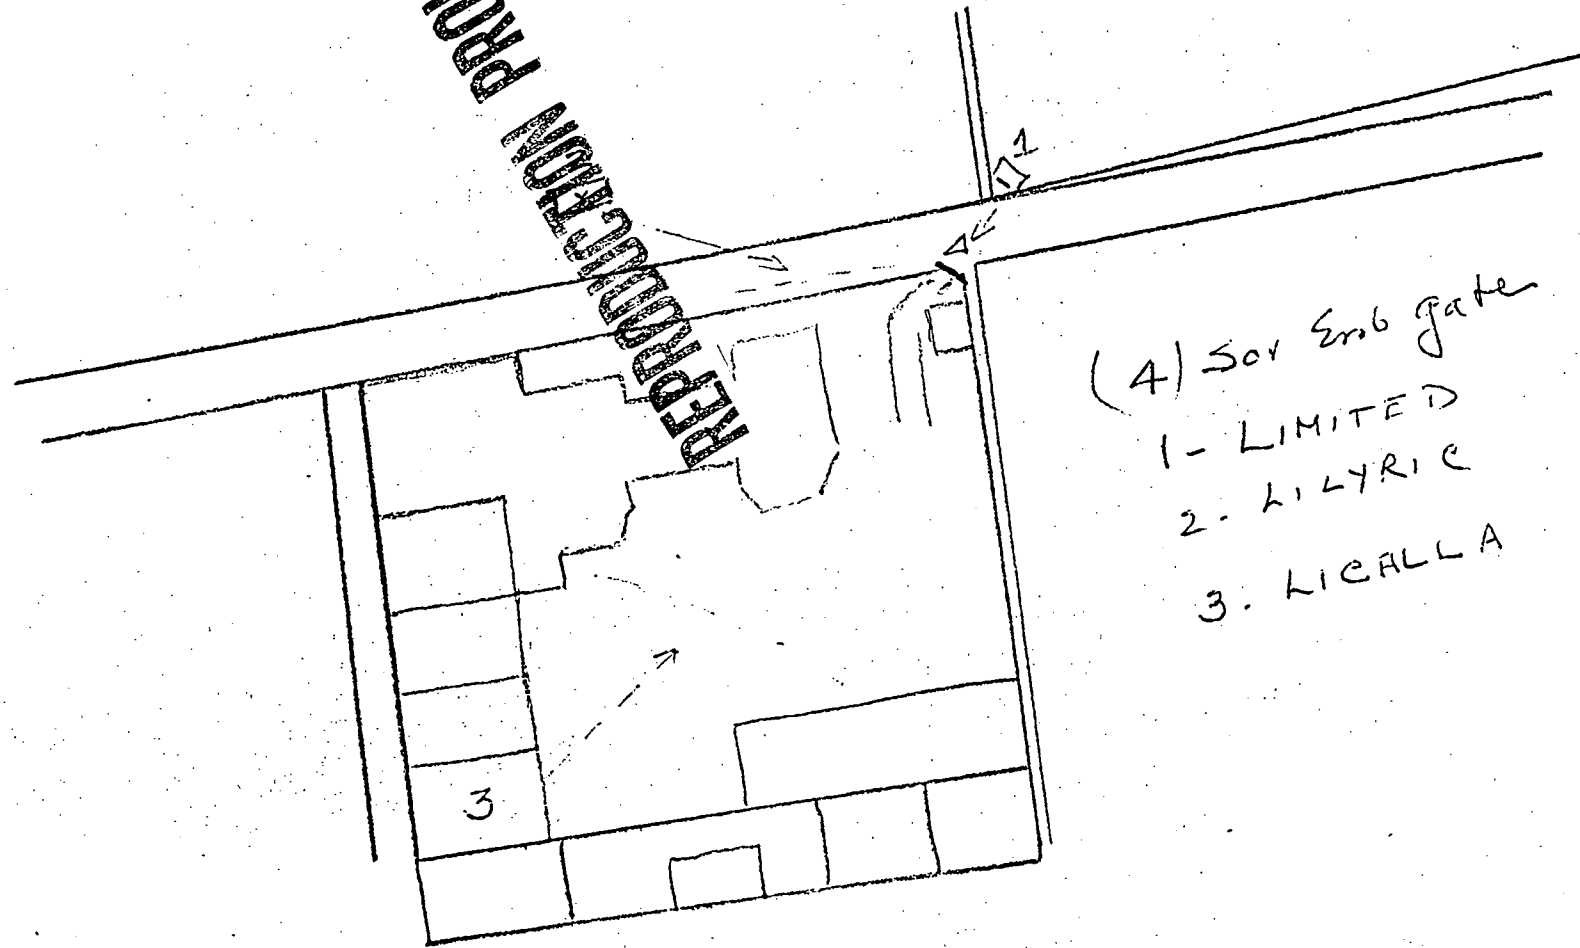 REPRODUCTION PRO
1
(4) Sov Emb gate
1- LIMITED
2. LILYRIC
3. LICALLA
3